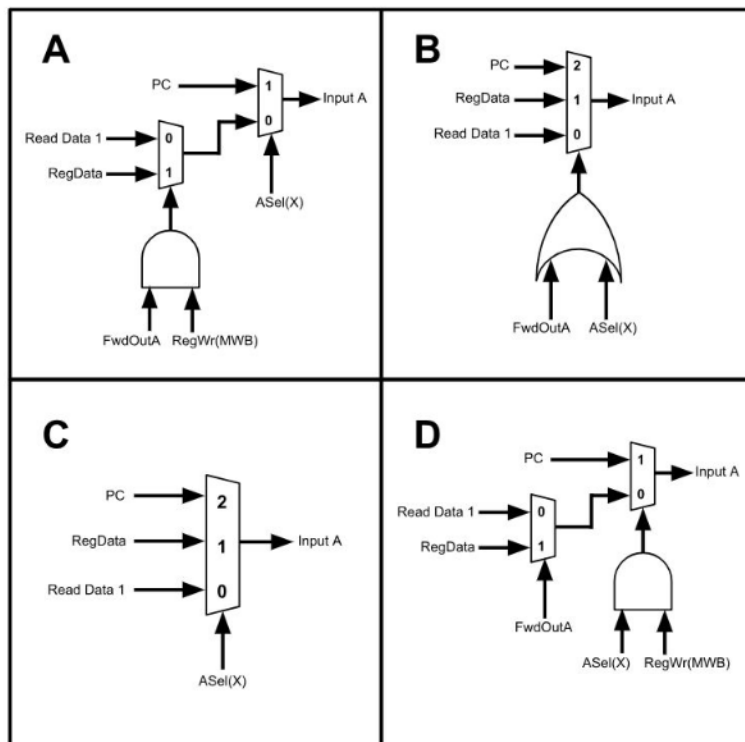 A
PC
1
0
Input A
Read Data 1
RegData
0
1
ASel(X)
FwdOutA
RegWr(MWB)
B
PC
RegData
Read Data 1
2
1
0
Input A
FwdOutA
ASel(X)
C
PC
RegData
Read Data 1
2
1
0
Input A
ASel(X)
D
PC
1
0
Input A
Read Data 1
RegData
0
1
FwdOutA
ASel(X)
RegWr(MWB)